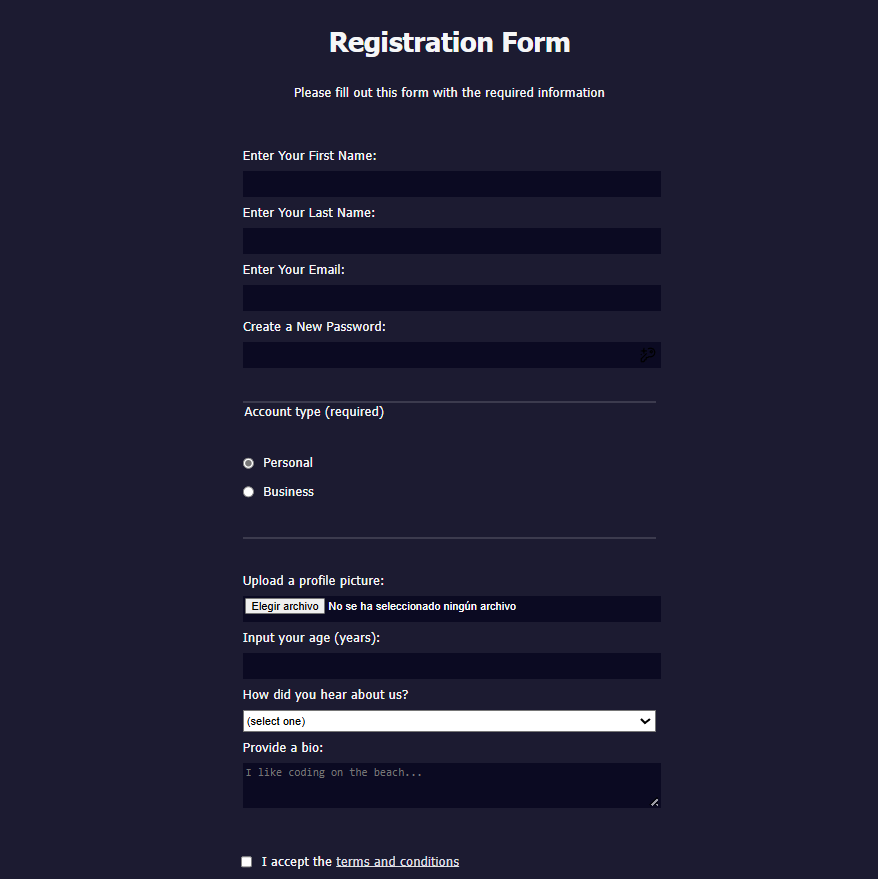 Registration Form
Please fill out this form with the required information
Enter Your First Name:
Enter Your Last Name:
Enter Your Email:
Create a New Password:
Account type (required)
Personal
Business
Upload a profile picture:
Elegir archivo No se ha seleccionado ningún archivo
Input your age (years):
How did you hear about us?
(select one)
Provide a bio:
I like coding on the beach...
I accept the terms and conditions